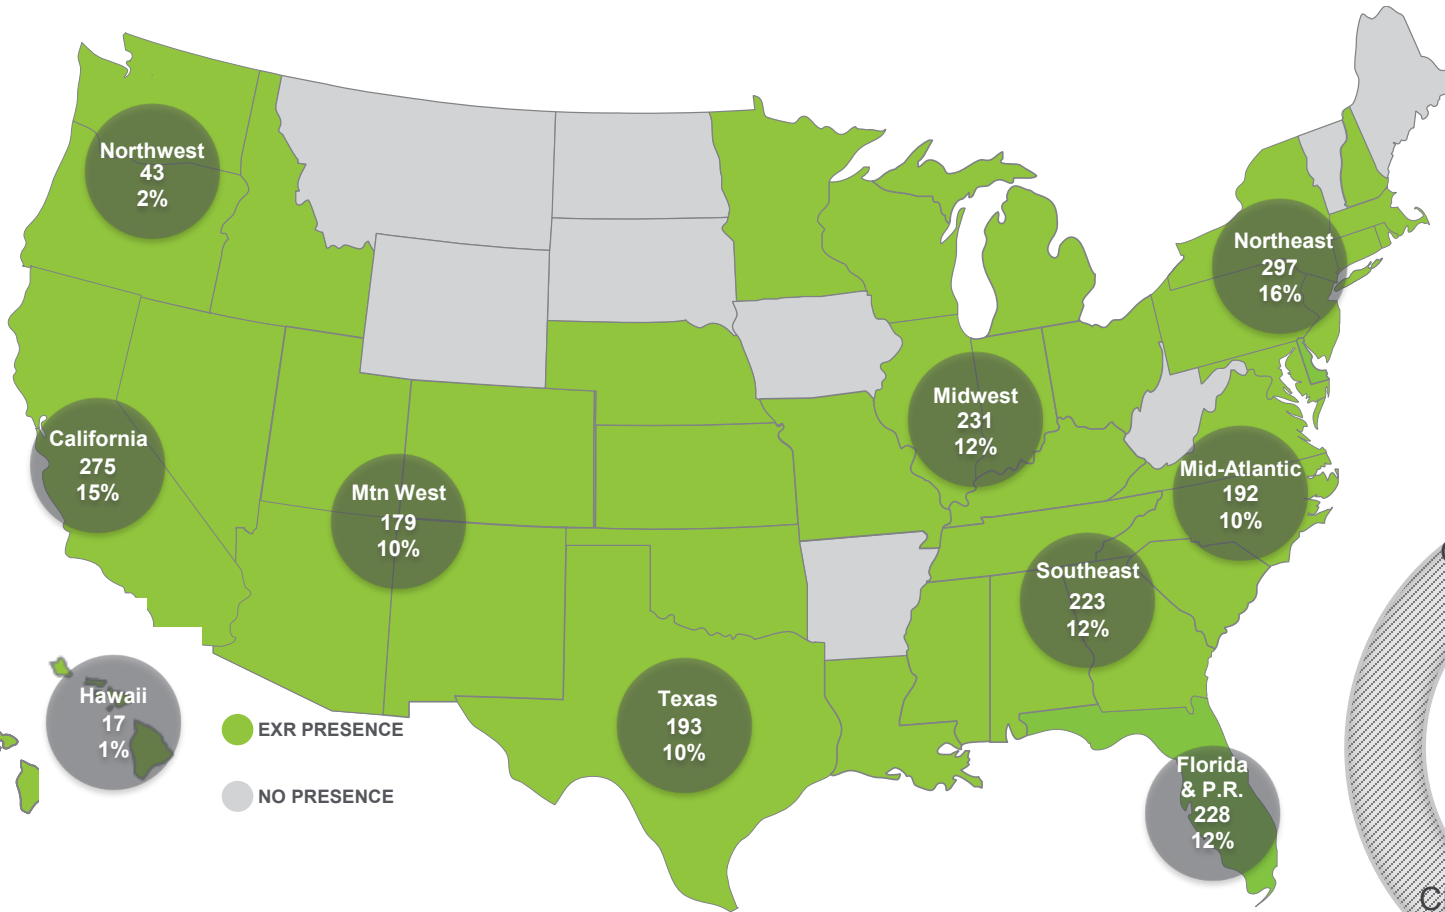 Northwest
43
2%
Northeast
297
16%
Midwest
231
12%
California
275
15%
Mtn West
179
10%
Mid-Atlantic
192
10%
Southeast
223
12%
Hawaii
17
1%
Texas
193
10%
EXR PRESENCE
NO PRESENCE
Florida
& P.R.
228
12%